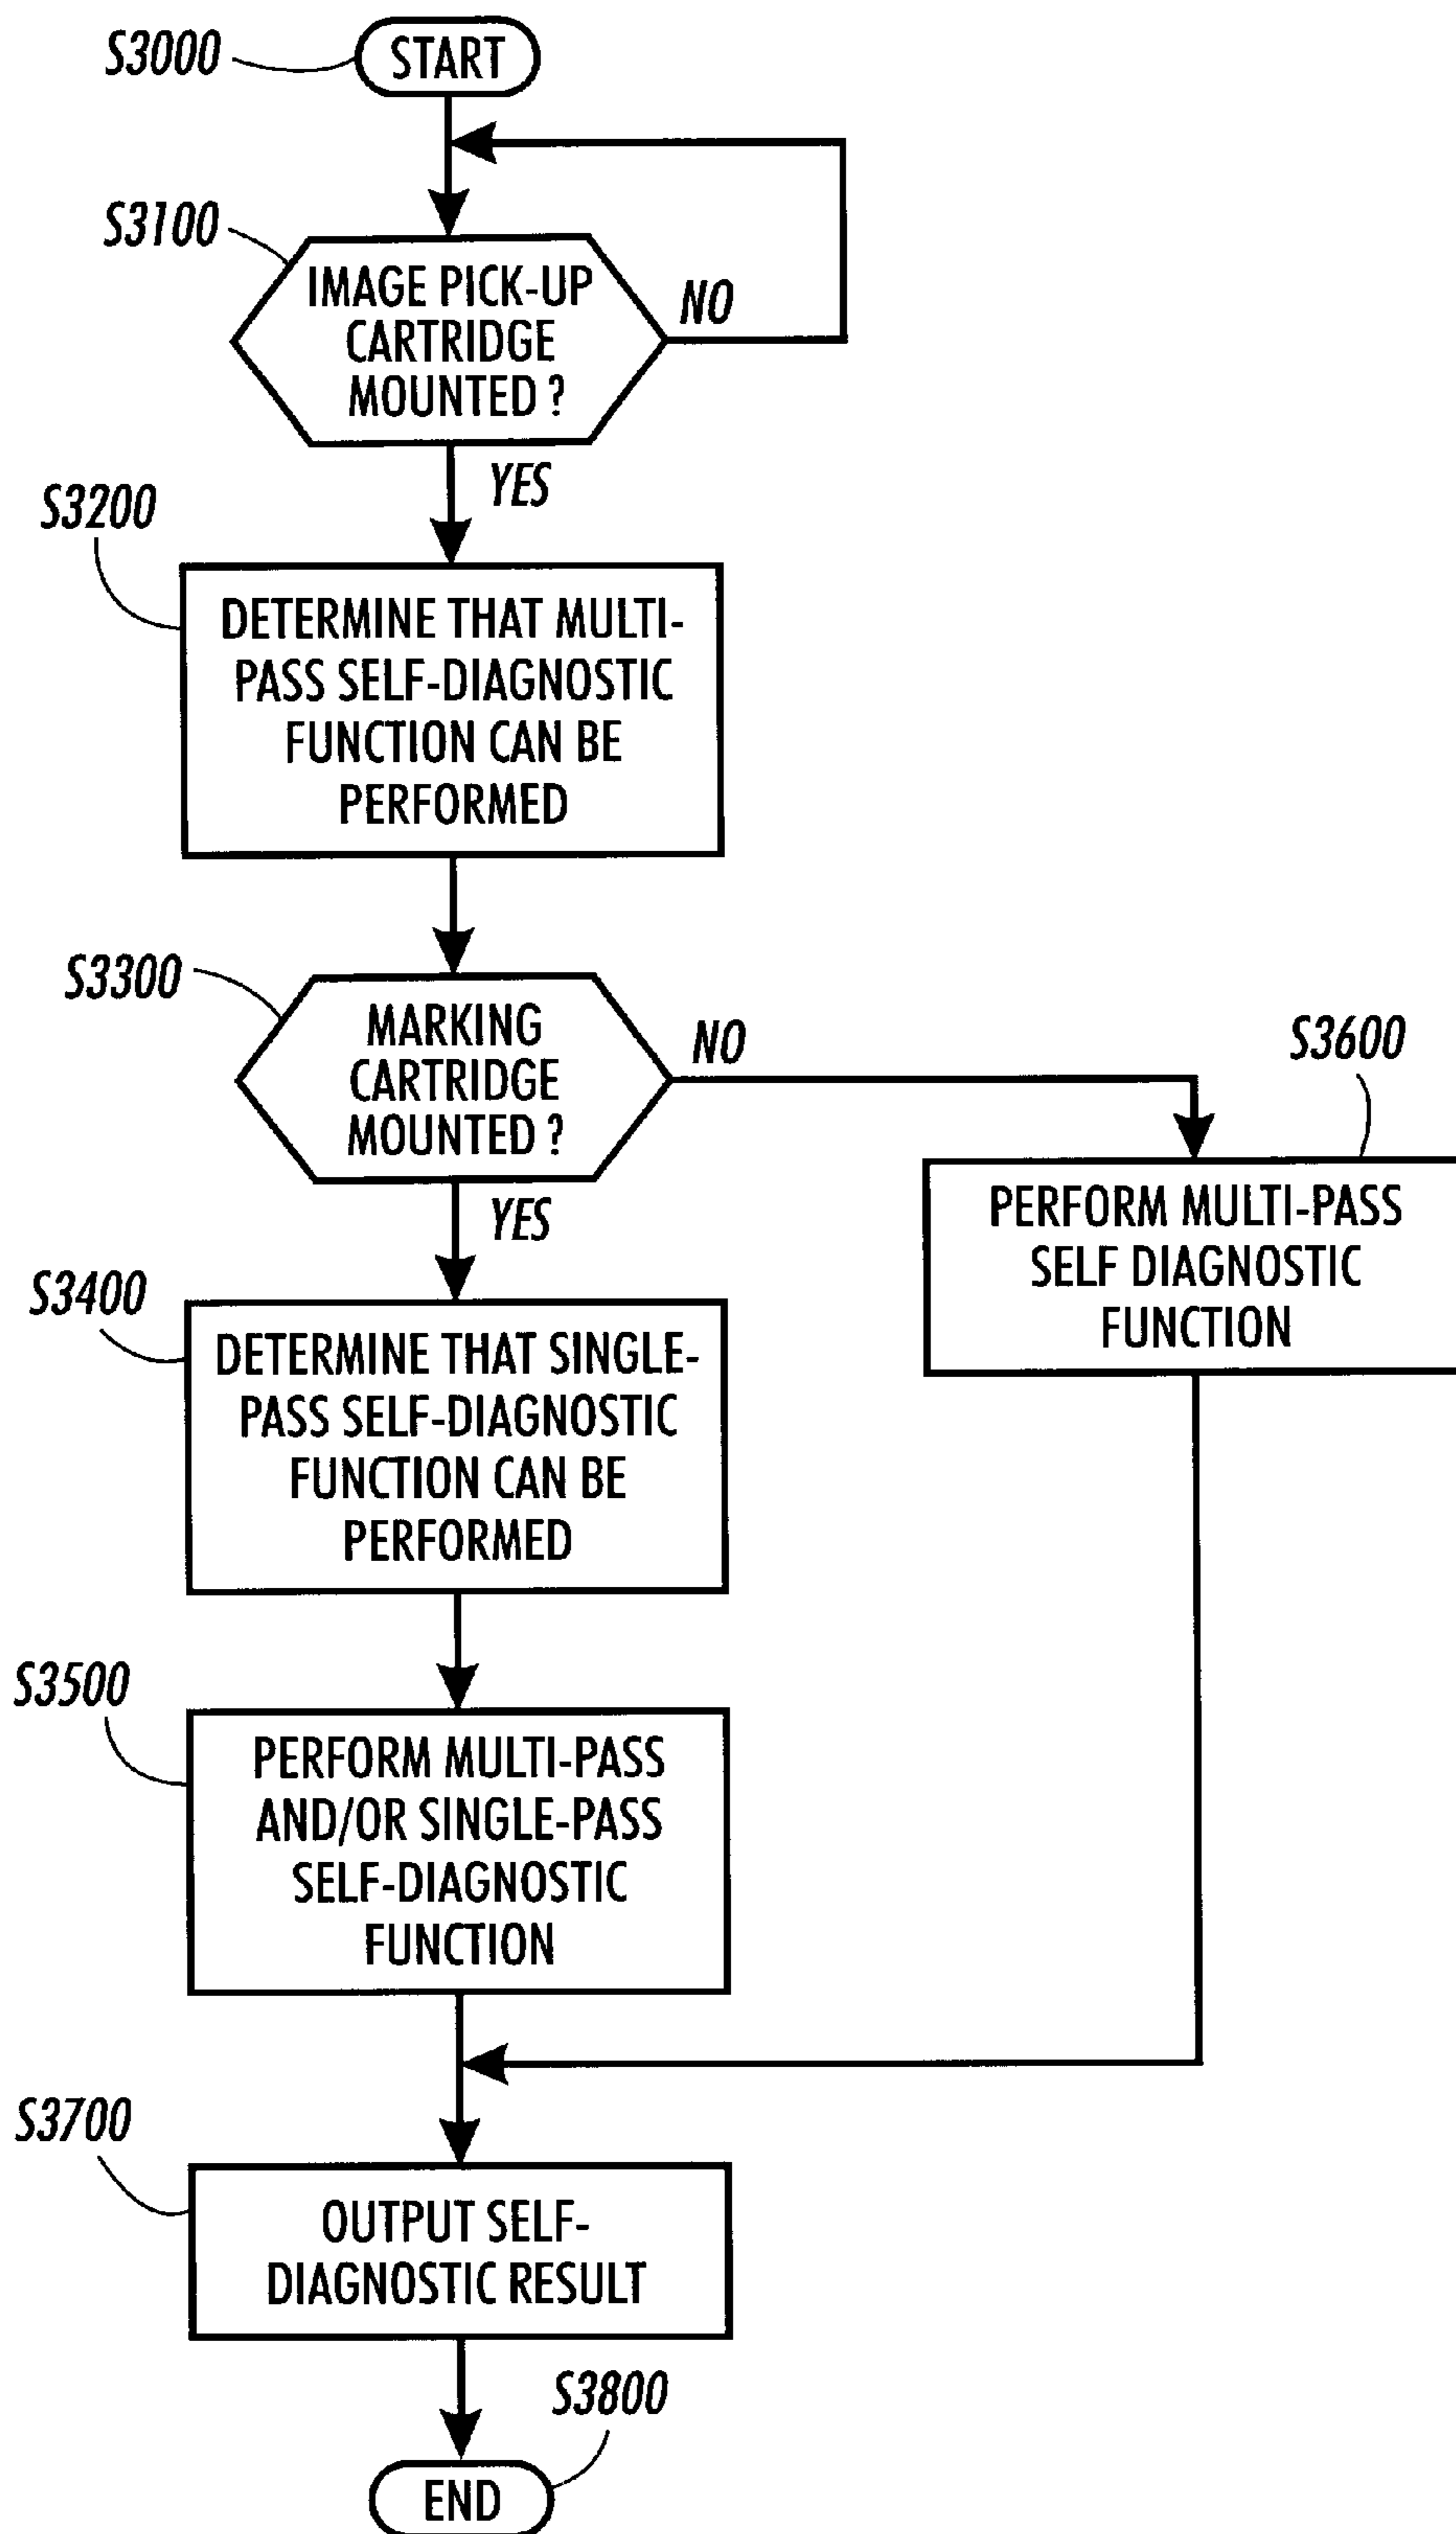 S3000
START
S3100
IMAGE PICK-UP
CARTRIDGE
MOUNTED ?
NO
YES
S3200
DETERMINE THAT MULTI-
PASS SELF-DIAGNOSTIC
FUNCTION CAN BE
PERFORMED
S3300
MARKING
CARTRIDGE
MOUNTED ?
NO
YES
S3600
PERFORM MULTI-PASS
SELF DIAGNOSTIC
FUNCTION
S3400
DETERMINE THAT SINGLE-
PASS SELF-DIAGNOSTIC
FUNCTION CAN BE
PERFORMED
S3500
PERFORM MULTI-PASS
AND/OR SINGLE-PASS
SELF-DIAGNOSTIC
FUNCTION
S3700
OUTPUT SELF-
DIAGNOSTIC RESULT
S3800
END